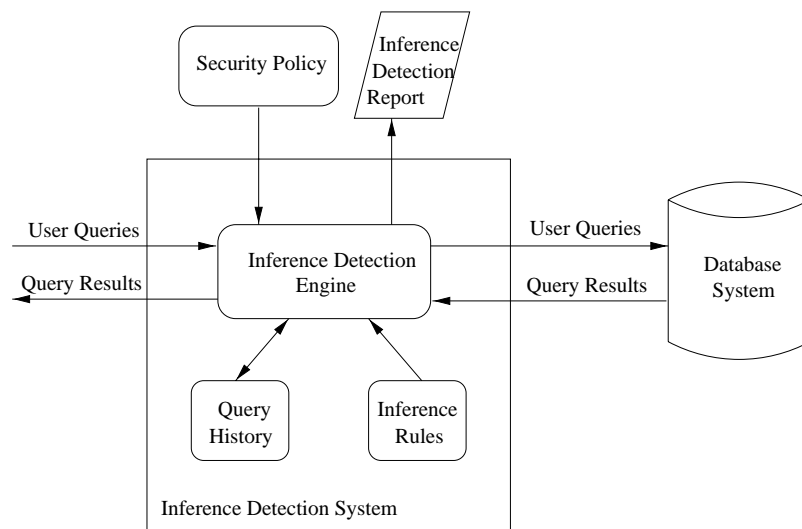 Security Policy
Inference
Detection
Report
User Queries
Query Results
Inference Detection
Engine
User Queries
Query Results
Database
System
Query
History
Inference
Rules
Inference Detection System